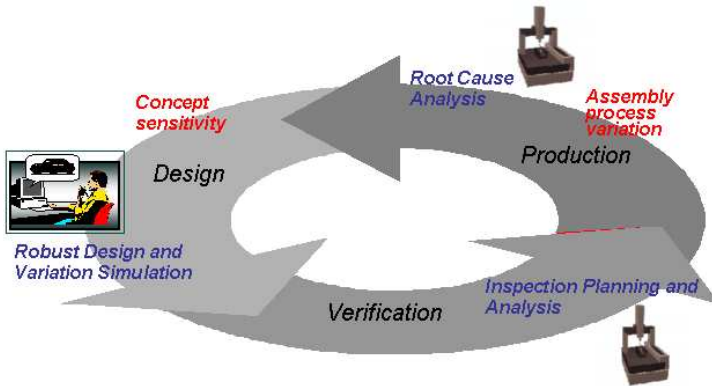 Root Cause
Analysis
Concept
sensitivity
Assembly
process
variation
Design
Production
Robust Design and
Variation Simulation
Verification
Inspection Planning and
Analysis